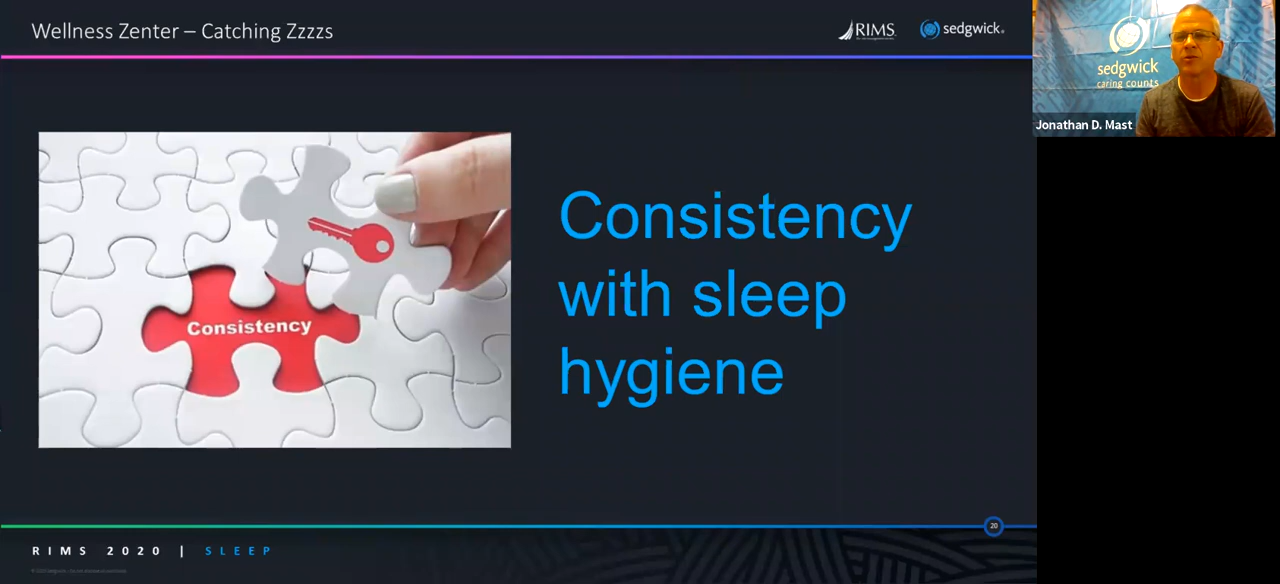 Wellness Zenter – Catching Zzzzs
RIMS
sedgwick.
sedgwick
caring counts
Jonathan D. Mast
Consistency
Consistency
with sleep
hygiene
20
RIMS 2020 | SLEEP